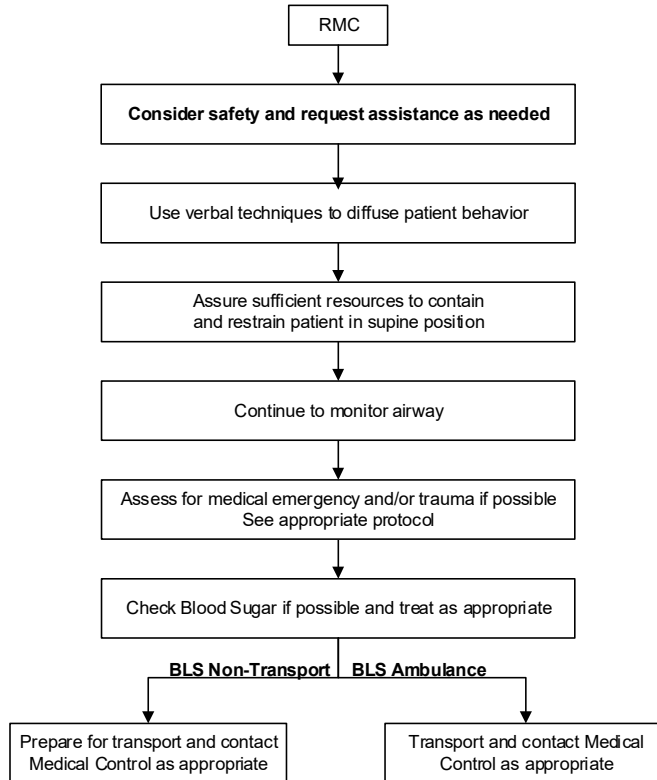 RMC
Consider safety and request assistance as needed
Use verbal techniques to diffuse patient behavior
Assure sufficient resources to contain
and restrain patient in supine position
Continue to monitor airway
Assess for medical emergency and/or trauma if possible
See appropriate protocol
Check Blood Sugar if possible and treat as appropriate
BLS Non-Transport
BLS Ambulance
Prepare for transport and contact
Medical Control as appropriate
Transport and contact Medical
Control as appropriate